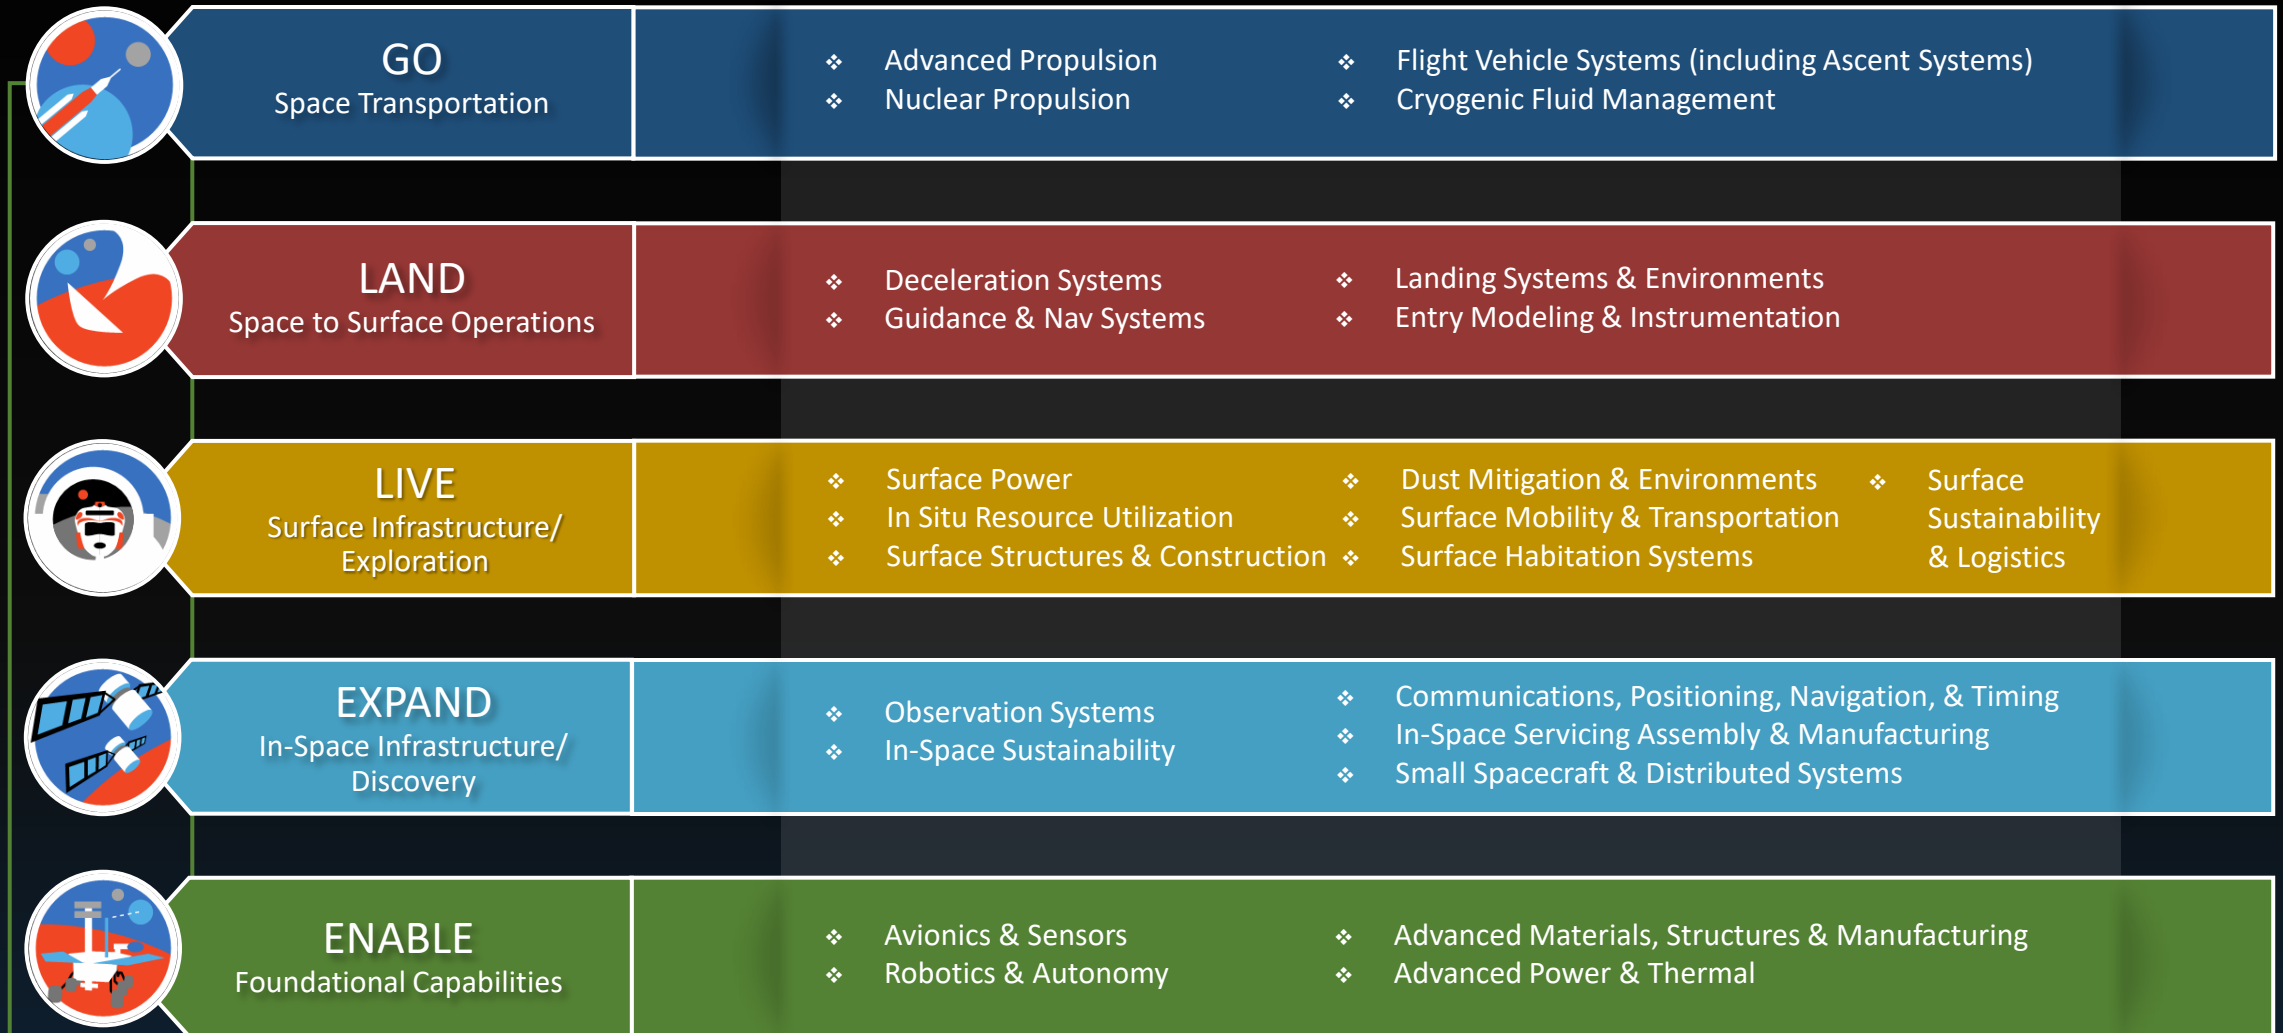 GO
Space Transportation
❖ Advanced Propulsion
❖ Nuclear Propulsion
❖ Flight Vehicle Systems (including Ascent Systems)
❖ Cryogenic Fluid Management
LAND
Space to Surface Operations
❖ Deceleration Systems
❖ Guidance & Nav Systems
❖ Landing Systems & Environments
❖ Entry Modeling & Instrumentation
LIVE
Surface Infrastructure/
Exploration
❖ Surface Power
❖ In Situ Resource Utilization
❖ Surface Structures & Construction
❖ Dust Mitigation & Environments
❖ Surface Mobility & Transportation
❖ Surface Habitation Systems
❖ Surface
Sustainability
& Logistics
EXPAND
In-Space Infrastructure/
Discovery
❖ Observation Systems
❖ In-Space Sustainability
❖ Communications, Positioning, Navigation, & Timing
❖ In-Space Servicing Assembly & Manufacturing
❖ Small Spacecraft & Distributed Systems
ENABLE
Foundational Capabilities
❖ Avionics & Sensors
❖ Robotics & Autonomy
❖ Advanced Materials, Structures & Manufacturing
❖ Advanced Power & Thermal